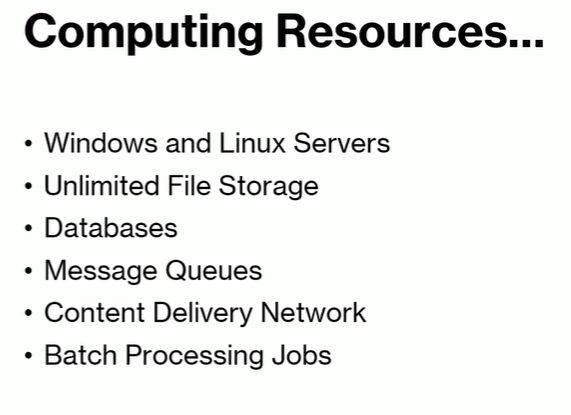 Computing Resources...
• Windows and Linux Servers
• Unlimited File Storage
• Databases
• Message Queues
• Content Delivery Network
• Batch Processing Jobs